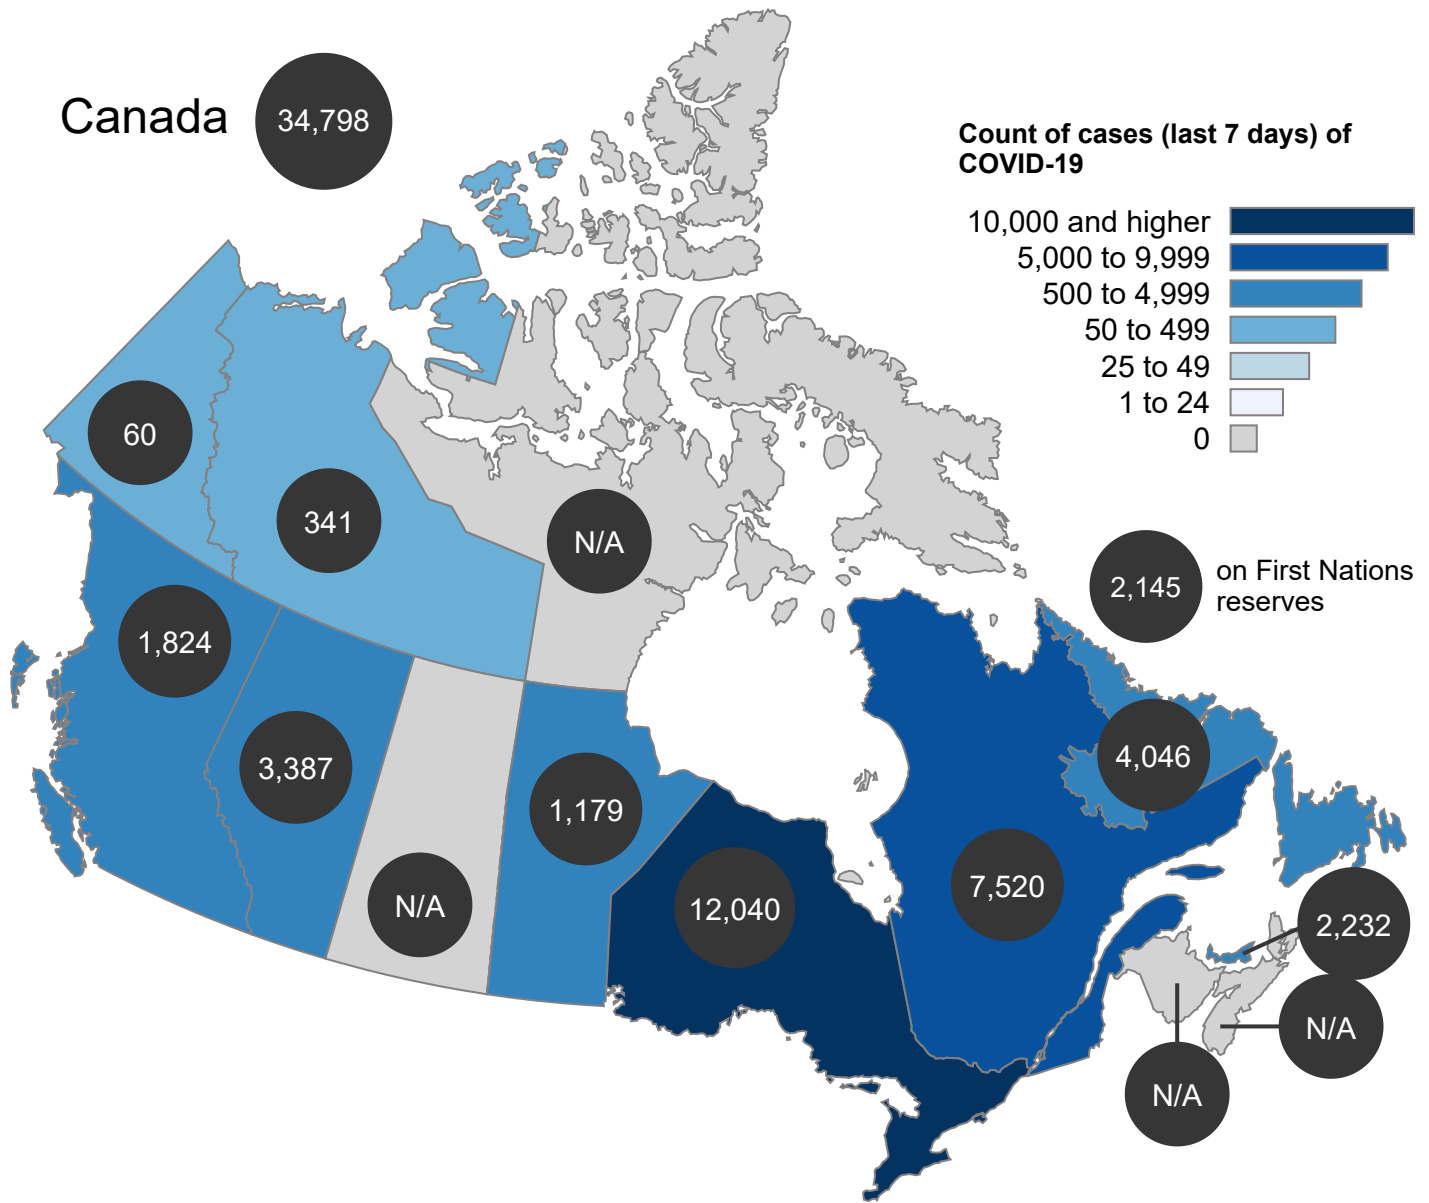 Canada
34,798
Count of cases (last 7 days) of
COVID-19
10,000 and higher
5,000 to 9,999
500 to 4,999
50 to 499
25 to 49
1 to 24
0
60
341
N/A
2,145
on First Nations
reserves
1,824
3,387
1,179
4,046
N/A
12,040
7,520
2,232
N/A
N/A